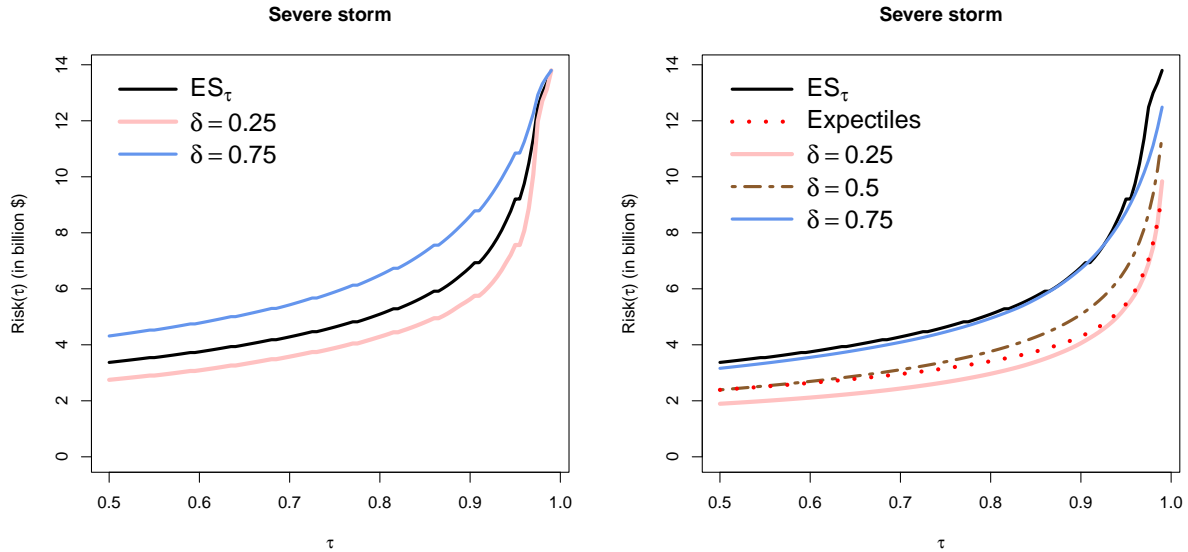 Severe storm
Risk(τ) (in billion $)
14
12
10
8
6
4
2
0
ES_τ
δ = 0.25
δ = 0.75
0.5 0.6 0.7 0.8 0.9 1.0
τ
Severe storm
Risk(τ) (in billion $)
14
12
10
8
6
4
2
0
ES_τ
Expectiles
δ = 0.25
δ = 0.5
δ = 0.75
0.5 0.6 0.7 0.8 0.9 1.0
τ